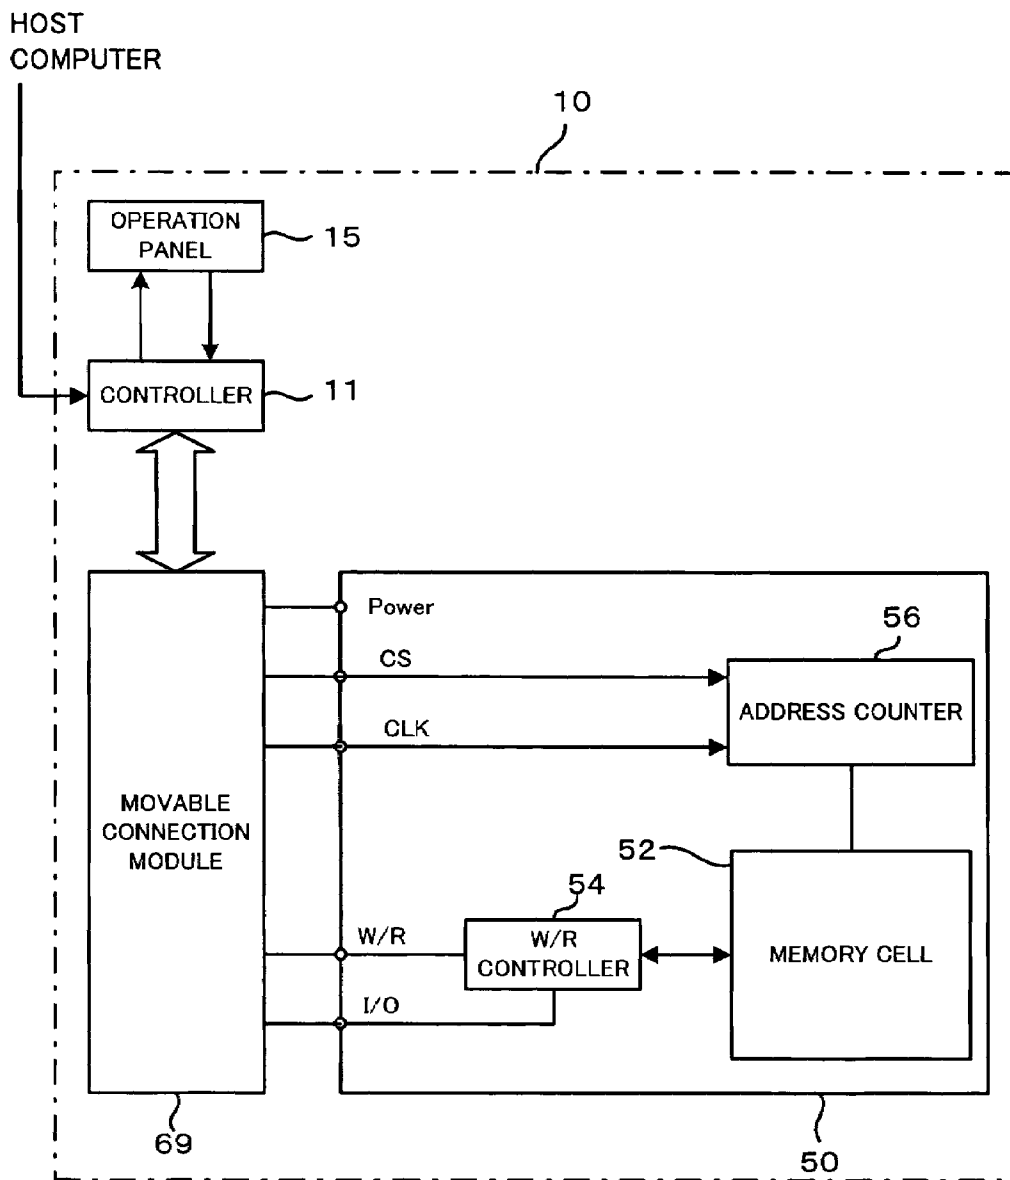 HOST
COMPUTER
10
OPERATION
PANEL
15
CONTROLLER
11
Power
CS
CLK
56
ADDRESS COUNTER
MOVABLE
CONNECTION
MODULE
52
54
W/R
W/R
CONTROLLER
MEMORY CELL
I/O
69
50